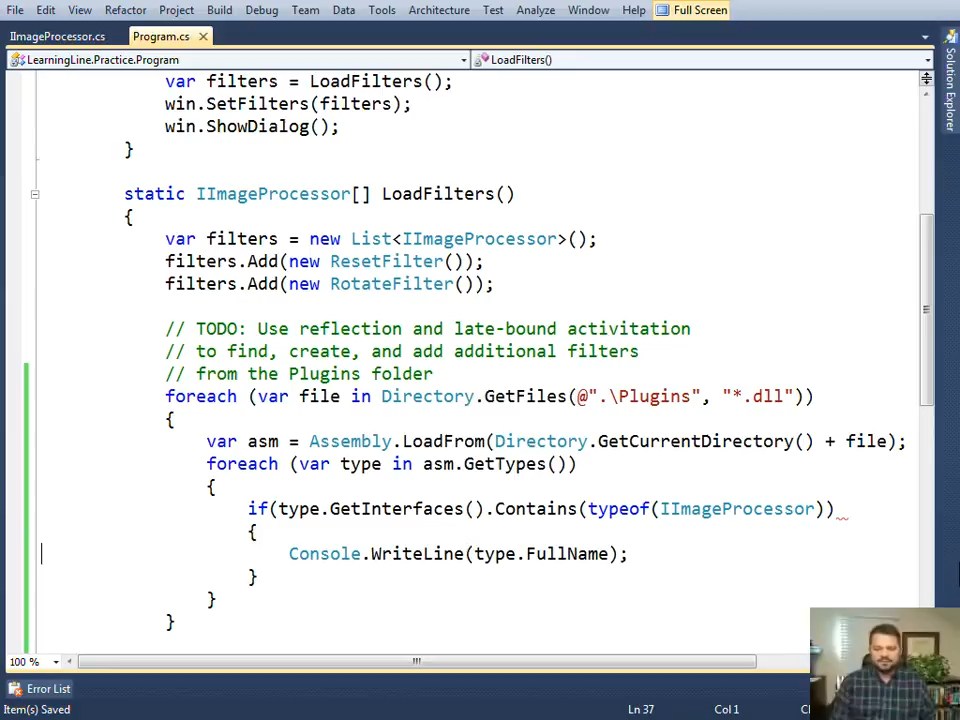 File Edit View Refactor Project Build Debug Team Data Tools Architecture Test Analyze Window Help Full Screen
IImageProcessor.cs Program.cs
LearningLine.Practice.Program LoadFilters()
Solution Explorer
var filters = LoadFilters();
win.SetFilters(filters);
win.ShowDialog();
}
static IImageProcessor[] LoadFilters()
{
var filters = new List<IImageProcessor>();
filters.Add(new ResetFilter());
filters.Add(new RotateFilter());
// TODO: Use reflection and late-bound activitation
// to find, create, and add additional filters
// from the Plugins folder
foreach (var file in Directory.GetFiles(@".\Plugins", "*.dll"))
{
var asm = Assembly.LoadFrom(Directory.GetCurrentDirectory() + file);
foreach (var type in asm.GetTypes())
{
if(type.GetInterfaces().Contains(typeof(IImageProcessor))
{
Console.WriteLine(type.FullName);
}
}
}
100 %
Error List
Item(s) Saved Ln 37 Col 1